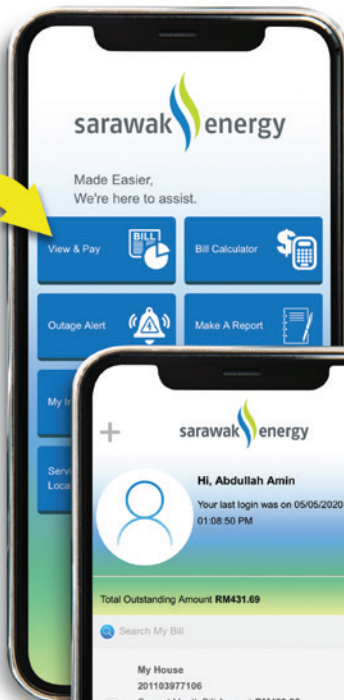 sarawak energy
Made Easier,
We're here to assist.
View & Pay
BILL
Bill Calculator
Outage Alert
Make A Report
My
sarawak energy
Hi, Abdullah Amin
Your last login was on 05/05/2020
01:08:50 PM
Total Outstanding Amount RM431.69
Search My Bill
My House
201103977106